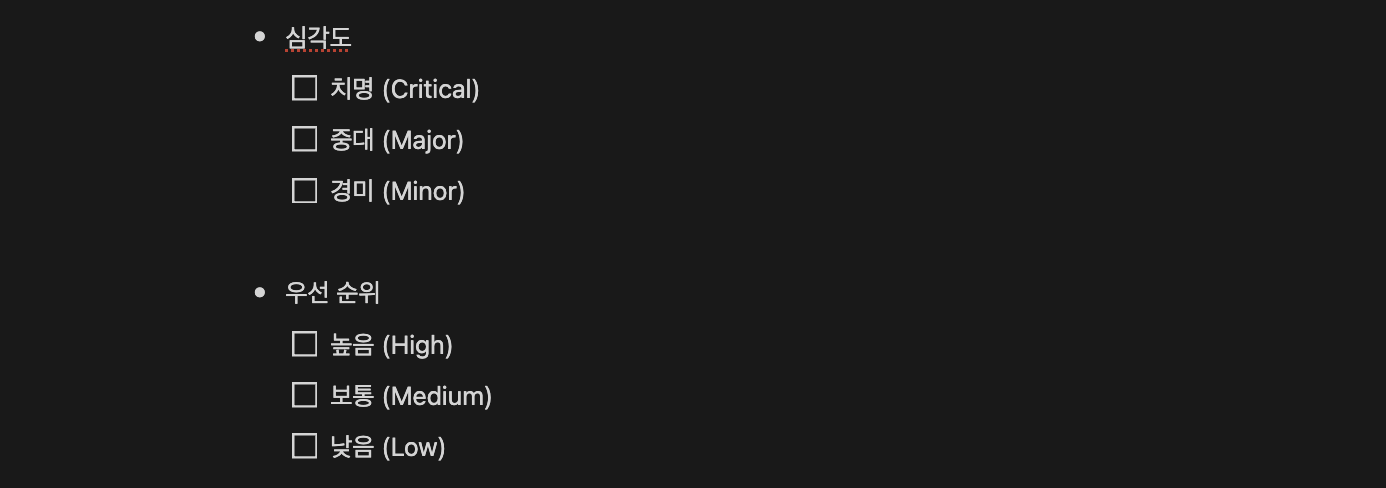 • 심각도
☐ 치명 (Critical)
☐ 중대 (Major)
☐ 경미 (Minor)
• 우선 순위
☐ 높음 (High)
☐ 보통 (Medium)
☐ 낮음 (Low)